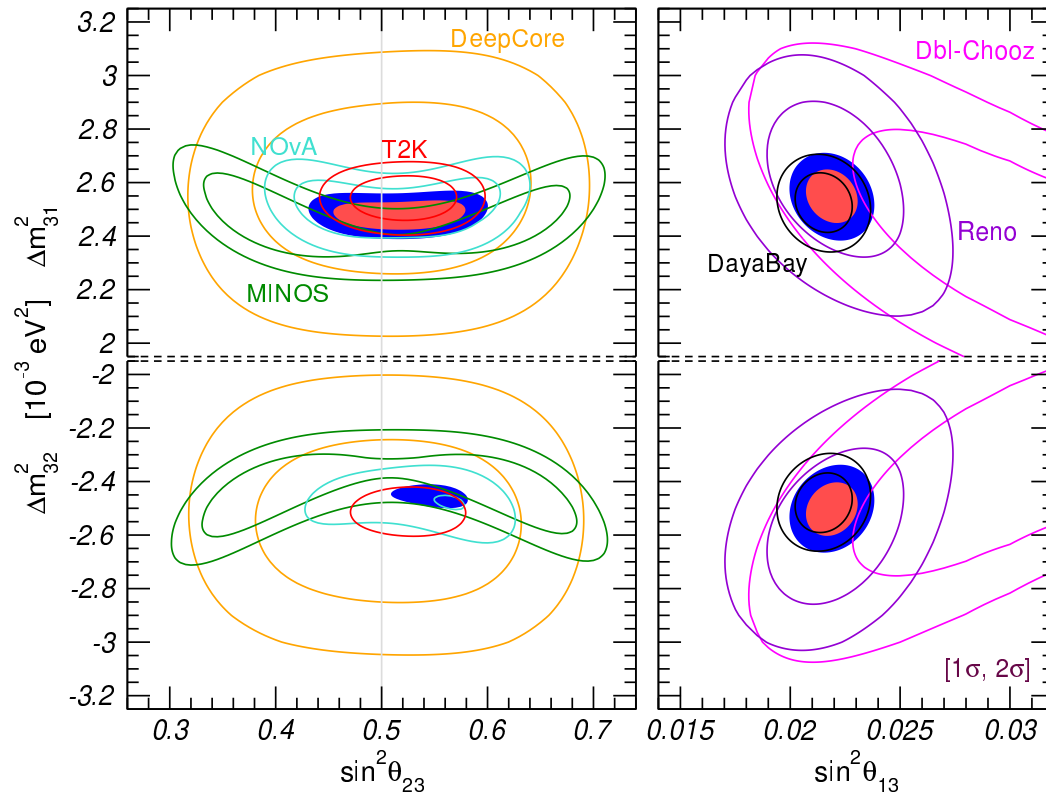 3.2
3
2.8
2.6
2.4
2.2
2
-2
-2.2
-2.4
-2.6
-2.8
-3
-3.2
Δm²₃₂ [10⁻³ eV²] Δm²₃₁
DeepCore
NOvA
T2K
MINOS
Dbl-Chooz
Reno
DayaBay
[1σ, 2σ]
0.3 0.4 0.5 0.6 0.7
0.015 0.02 0.025 0.03
sin²θ₂₃
sin²θ₁₃